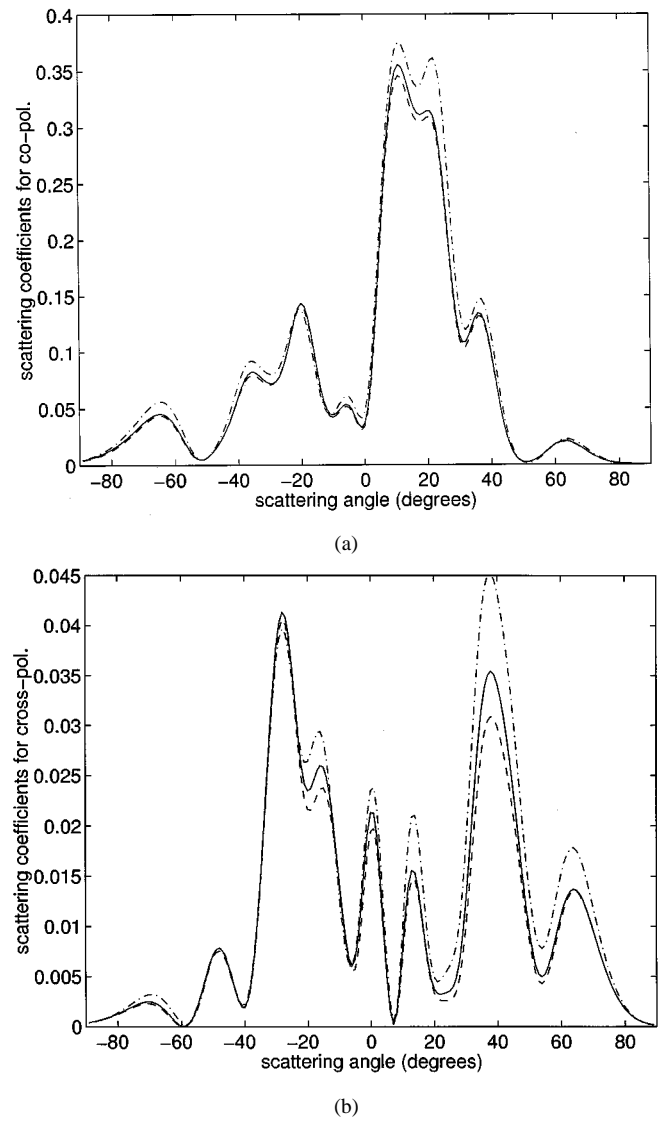 0.4
0.35
0.3
0.25
0.2
0.15
0.1
0.05
0
scattering coefficients for co-pol.
-80 -60 -40 -20 0 20 40 60 80
scattering angle (degrees)
(a)
0.045
0.04
0.035
0.03
0.025
0.02
0.015
0.01
0.005
0
scattering coefficients for cross-pol.
-80 -60 -40 -20 0 20 40 60 80
scattering angle (degrees)
(b)